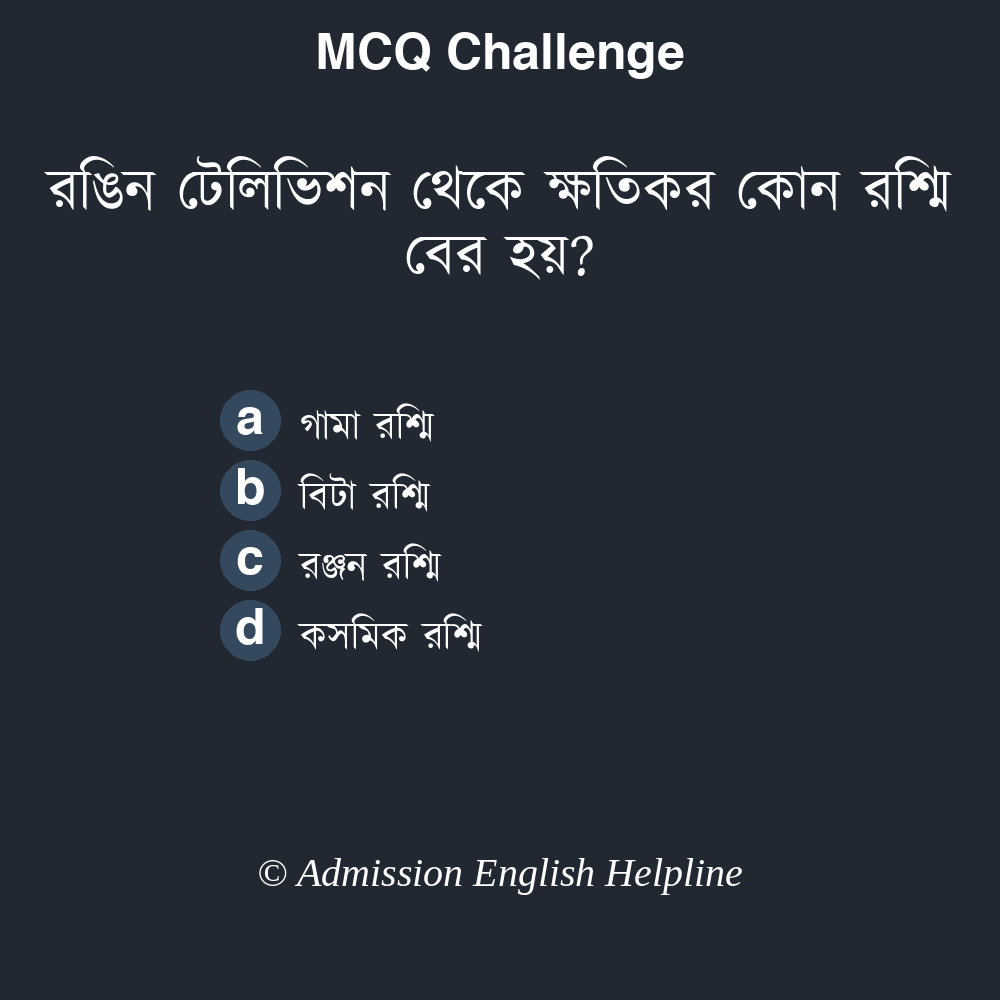 MCQ Challenge
রঙিন টেলিভিশন থেকে ক্ষতিকর কোন রশ্মি
বের হয়?
a গামা রশ্মি
b বিটা রশ্মি
c রঞ্জন রশ্মি
d কসমিক রশ্মি
© Admission English Helpline